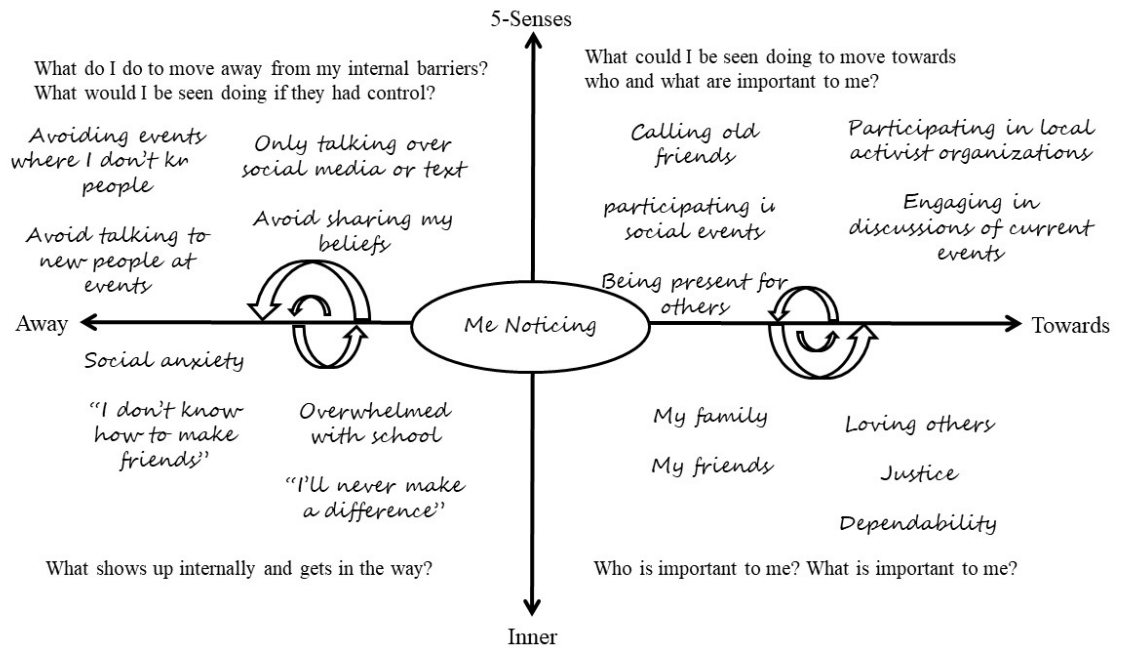 5-Senses
What do I do to move away from my internal barriers?
What would I be seen doing if they had control?
What could I be seen doing to move towards
who and what are important to me?
Avoiding events
where I don't kn
people
Only talking over
social media or text
Avoid talking to
new people at
events
Avoid sharing my
beliefs
Calling old
friends
Participating in local
activist organizations
participating i
social events
Engaging in
discussions of current
events
Being present for
others
Away
Me Noticing
Towards
Social anxiety
"I don't know
how to make
friends"
Overwhelmed
with school
"I'll never make
a difference"
My family
My friends
Loving others
Justice
Dependability
What shows up internally and gets in the way?
Who is important to me? What is important to me?
Inner